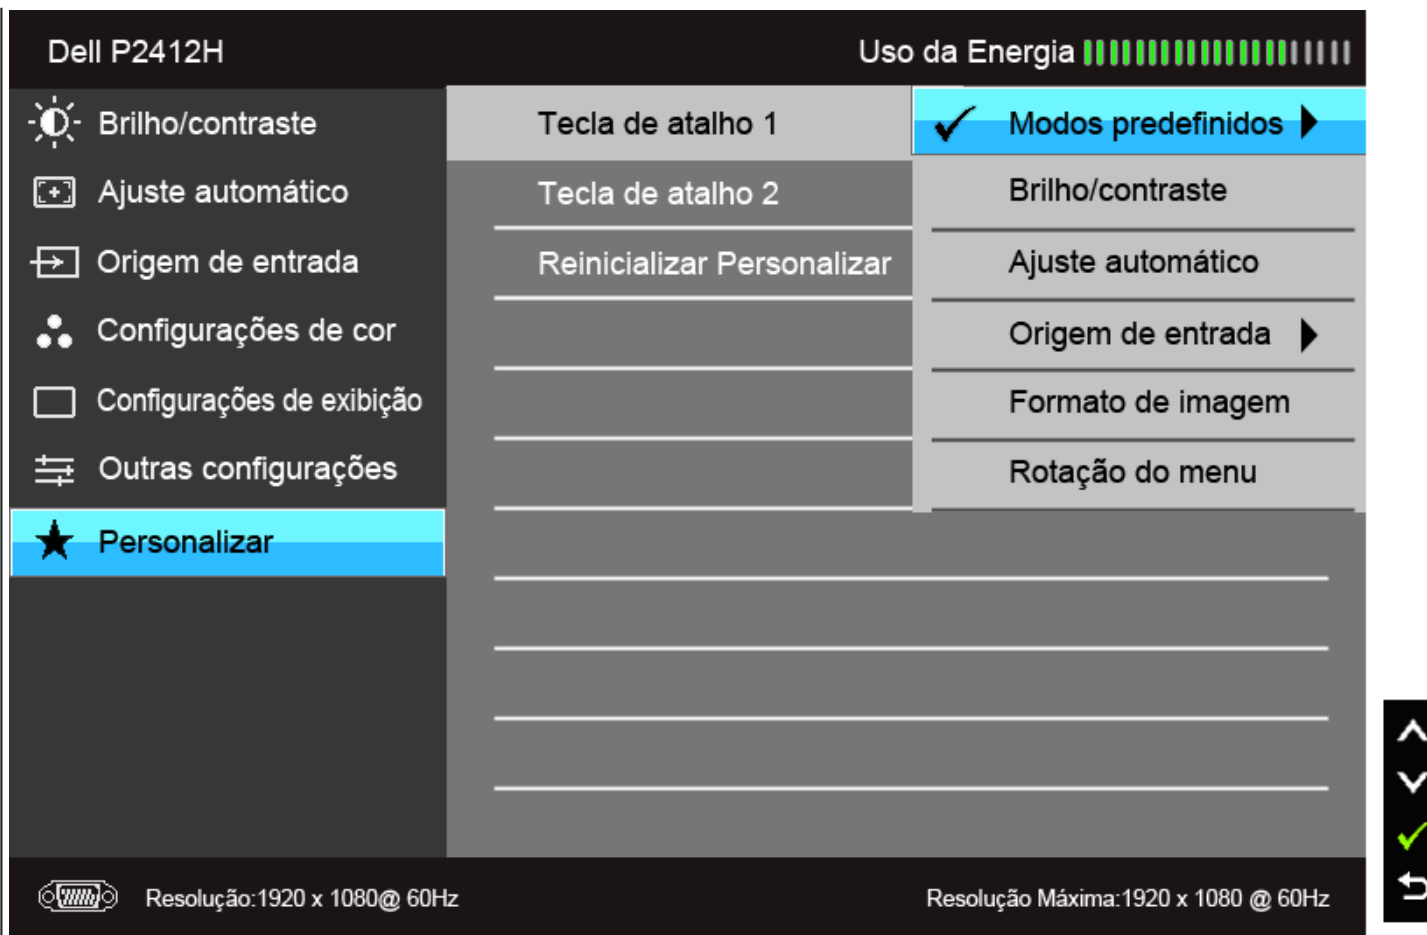 Dell P2412H
Uso da Energia
Brilho/contraste
Ajuste automático
Origem de entrada
Configurações de cor
Configurações de exibição
Outras configurações
Personalizar
Tecla de atalho 1
Tecla de atalho 2
Reinicializar Personalizar
Modos predefinidos
Brilho/contraste
Ajuste automático
Origem de entrada
Formato de imagem
Rotação do menu
Resolução:1920 x 1080@ 60Hz
Resolução Máxima:1920 x 1080 @ 60Hz